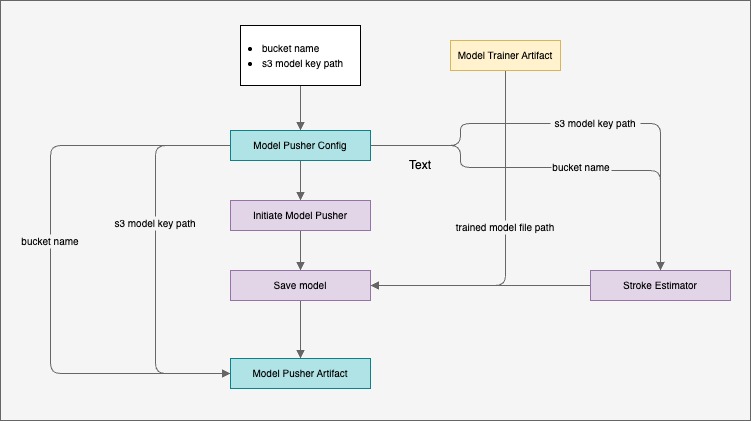 bucket name
s3 model key path
Model Trainer Artifact
s3 model key path
Model Pusher Config
Text
bucket name
Initiate Model Pusher
s3 model key path
trained model file path
bucket name
Save model
Stroke Estimator
Model Pusher Artifact